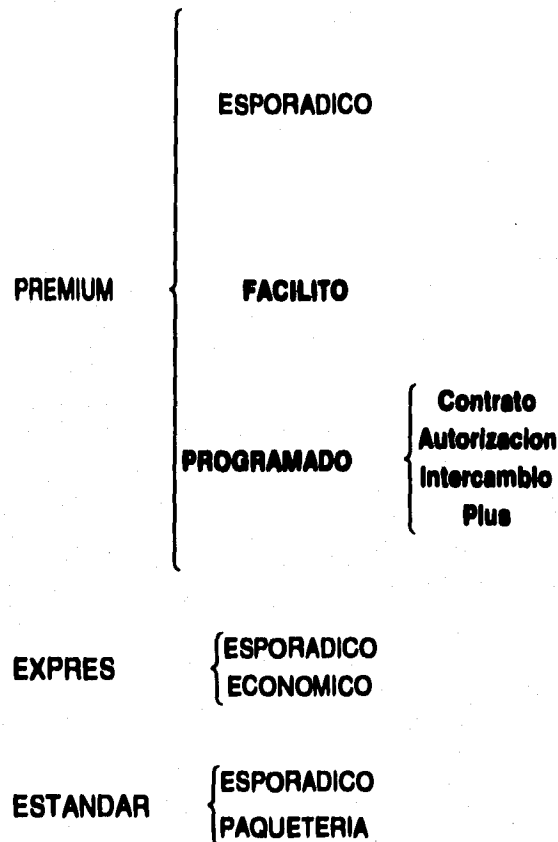 ESPORADICO
PREMIUM FACILITO
PROGRAMADO
Contrato
Autorizacion
Intercambio
Plus
EXPRES
ESPORADICO
ECONOMICO
ESTANDAR
ESPORADICO
PAQUETERIA